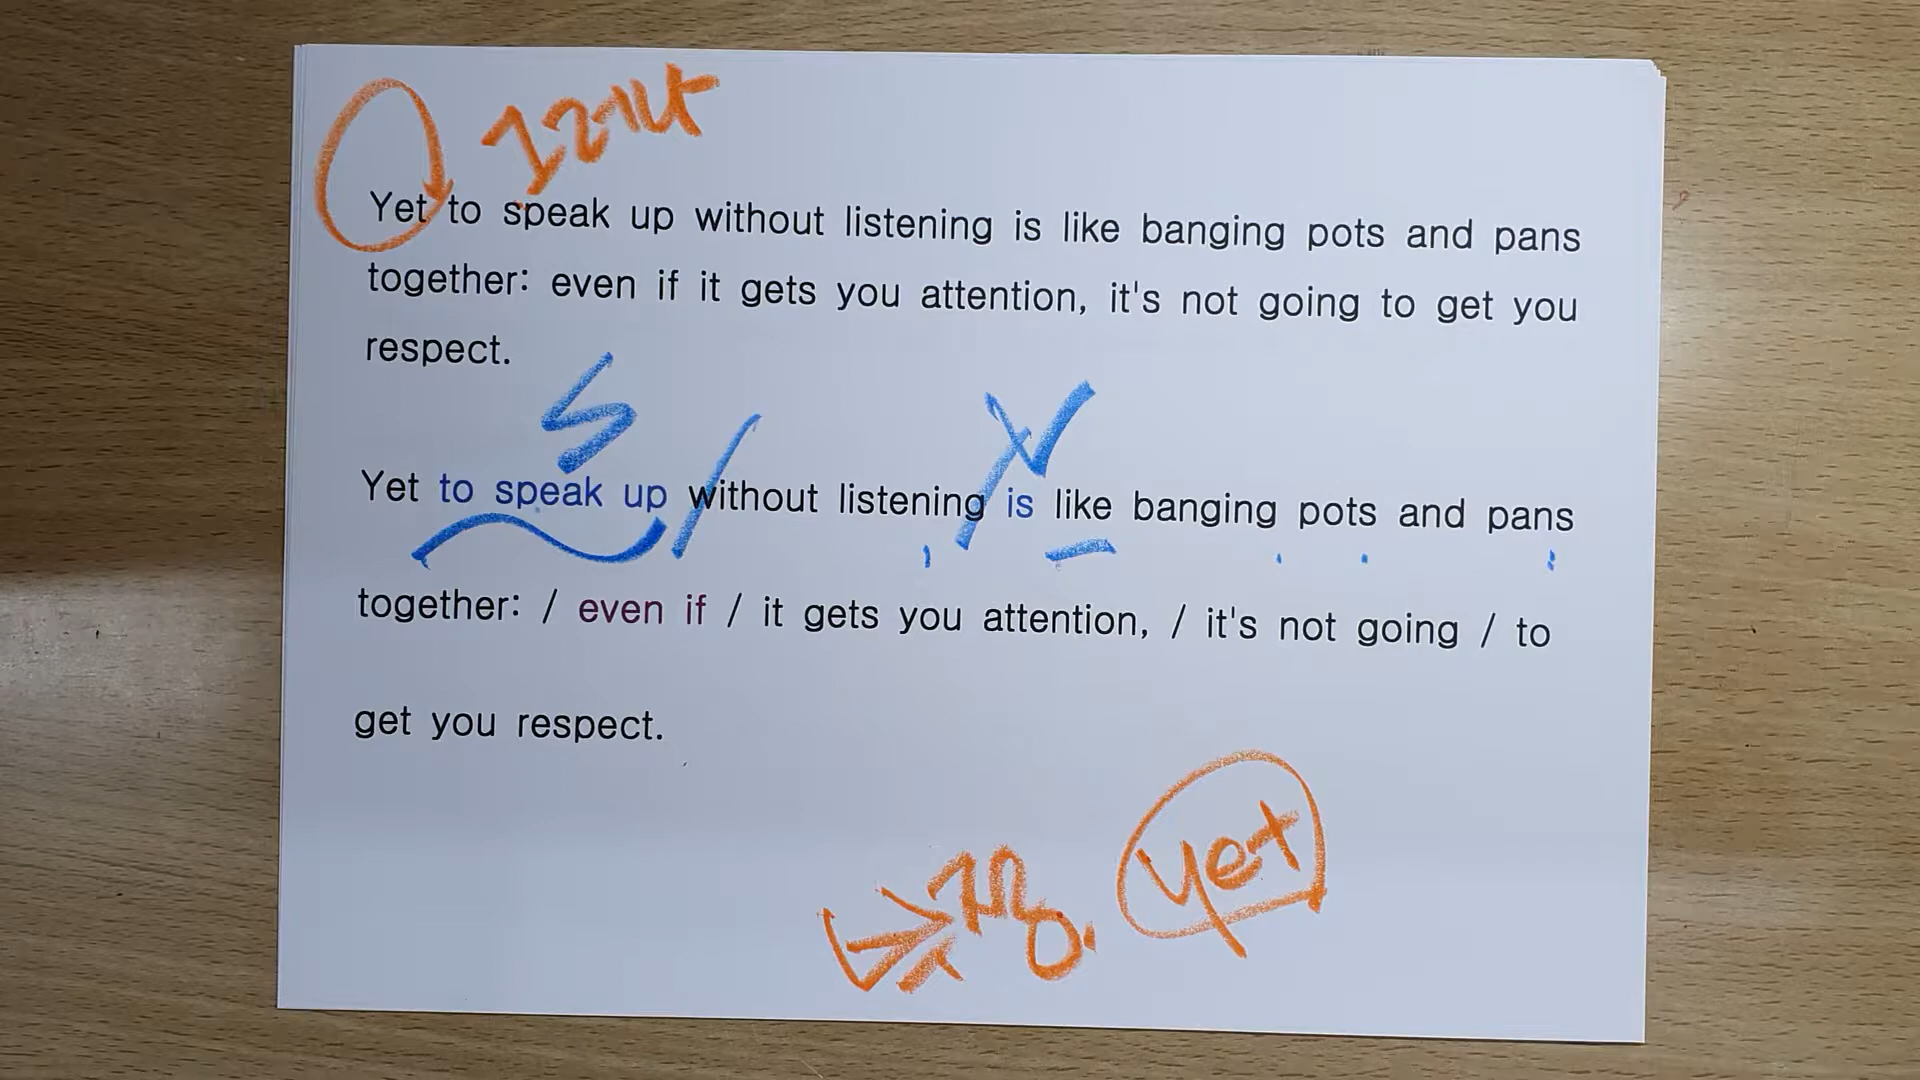 그러나
Yet to speak up without listening is like banging pots and pans
together: even if it gets you attention, it's not going to get you
respect.
S V
Yet to speak up without listening is like banging pots and pans
together: / even if / it gets you attention, / it's not going / to
get you respect.
yet